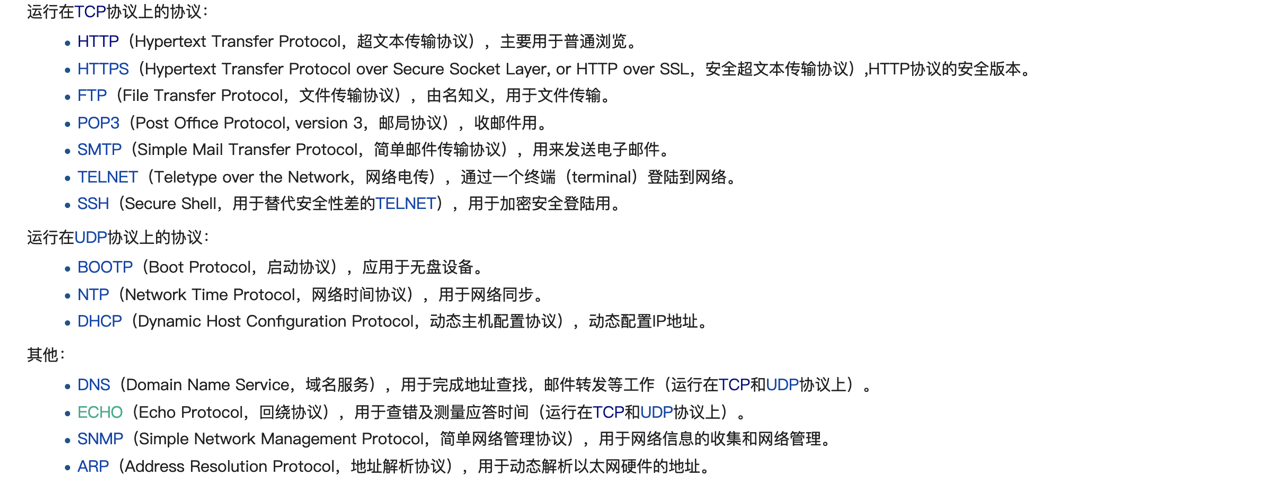 运行在TCP协议上的协议：
• HTTP（Hypertext Transfer Protocol，超文本传输协议），主要用于普通浏览。
• HTTPS（Hypertext Transfer Protocol over Secure Socket Layer, or HTTP over SSL，安全超文本传输协议）,HTTP协议的安全版本。
• FTP（File Transfer Protocol，文件传输协议），由名知义，用于文件传输。
• POP3（Post Office Protocol, version 3，邮局协议），收邮件用。
• SMTP（Simple Mail Transfer Protocol，简单邮件传输协议），用来发送电子邮件。
• TELNET（Teletype over the Network，网络电传），通过一个终端（terminal）登陆到网络。
• SSH（Secure Shell，用于替代安全性差的TELNET），用于加密安全登陆用。
运行在UDP协议上的协议：
• BOOTP（Boot Protocol，启动协议），应用于无盘设备。
• NTP（Network Time Protocol，网络时间协议），用于网络同步。
• DHCP（Dynamic Host Configuration Protocol，动态主机配置协议），动态配置IP地址。
其他：
• DNS（Domain Name Service，域名服务），用于完成地址查找，邮件转发等工作（运行在TCP和UDP协议上）。
• ECHO（Echo Protocol，回绕协议），用于查错及测量应答时间（运行在TCP和UDP协议上）。
• SNMP（Simple Network Management Protocol，简单网络管理协议），用于网络信息的收集和网络管理。
• ARP（Address Resolution Protocol，地址解析协议），用于动态解析以太网硬件的地址。